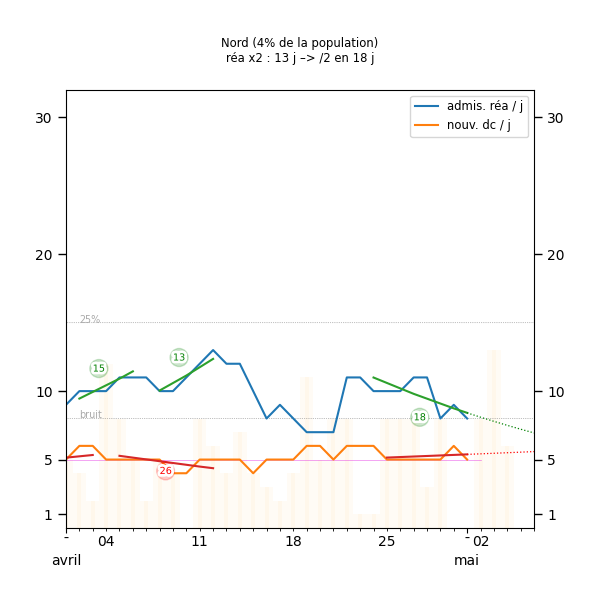 Nord (4% de la population)
réa x2 : 13 j –> /2 en 18 j
admis. réa / j
nouv. dc / j
30 30
20 20
25%
13
15
10 10
bruit
18
5 5
26
1 1
04 11 18 25 02
avril mai